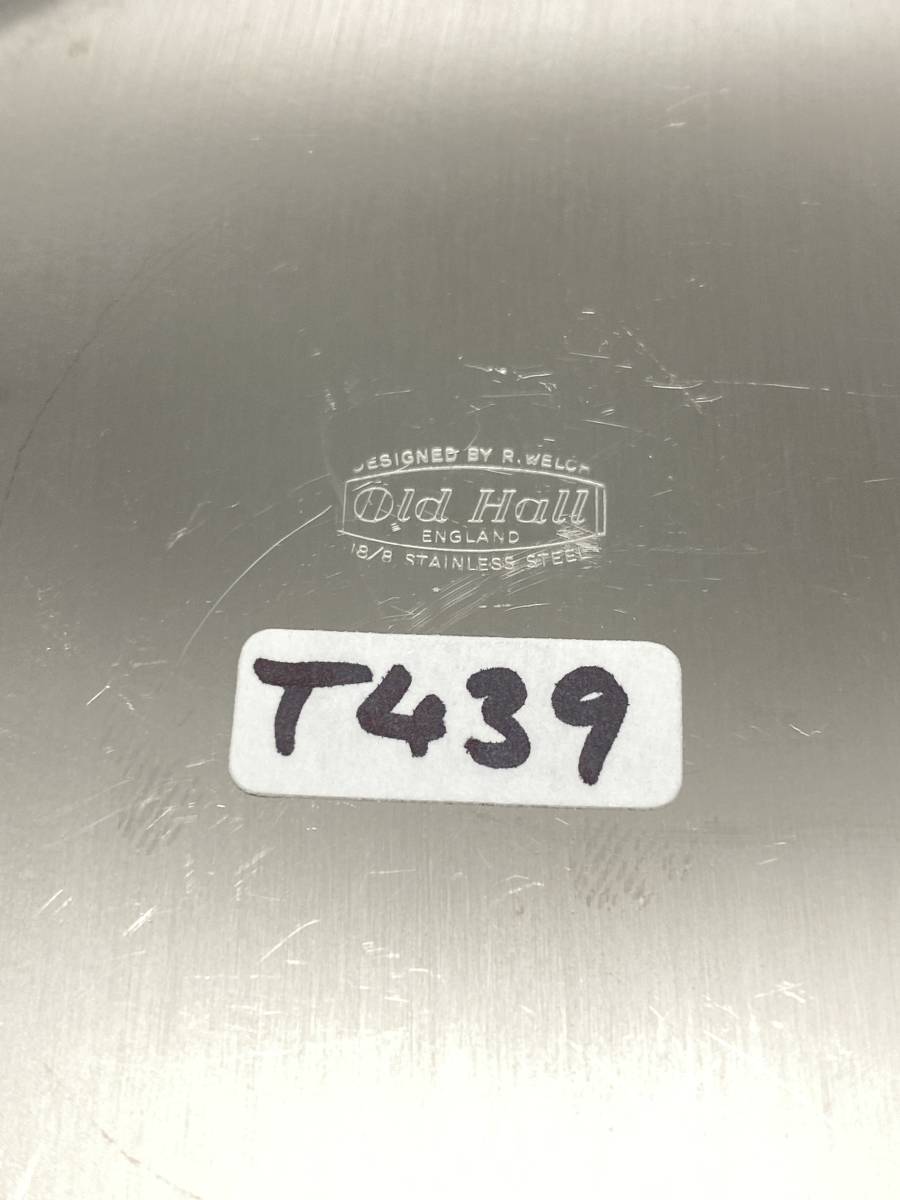 DESIGNED BY R. WELCH
Old Hall
ENGLAND
18/8 STAINLESS STEEL
T439